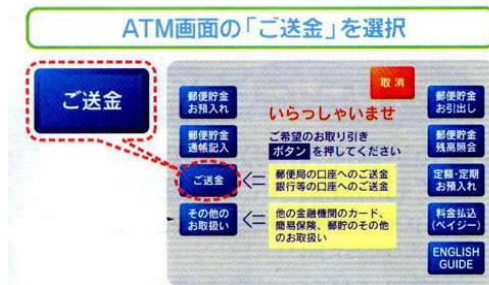 ATM画面の「ご送金」を選択
ご送金
取消
郵便貯金
お預入れ
いらっしゃいませ
郵便貯金
お引出し
郵便貯金
通帳記入
ご希望のお取り引き
ボタン を押してください
郵便貯金
残高照会
ご送金
郵便局の口座へのご送金
銀行等の口座へのご送金
定額・定期
お預入れ
その他の
お取扱い
他の金融機関のカード、
簡易保険、郵貯のその他
のお取扱い
料金払込
(ペイジー)
ENGLISH
GUIDE